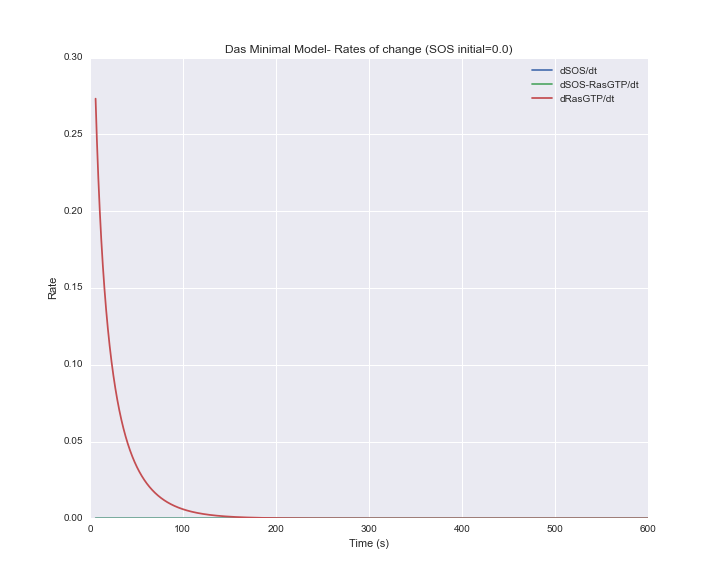 Das Minimal Model- Rates of change (SOS initial=0.0)
dSOS/dt
dSOS-RasGTP/dt
dRasGTP/dt
0.30
0.25
0.20
0.15
0.10
0.05
0.00
Rate
0 100 200 300 400 500 600
Time (s)